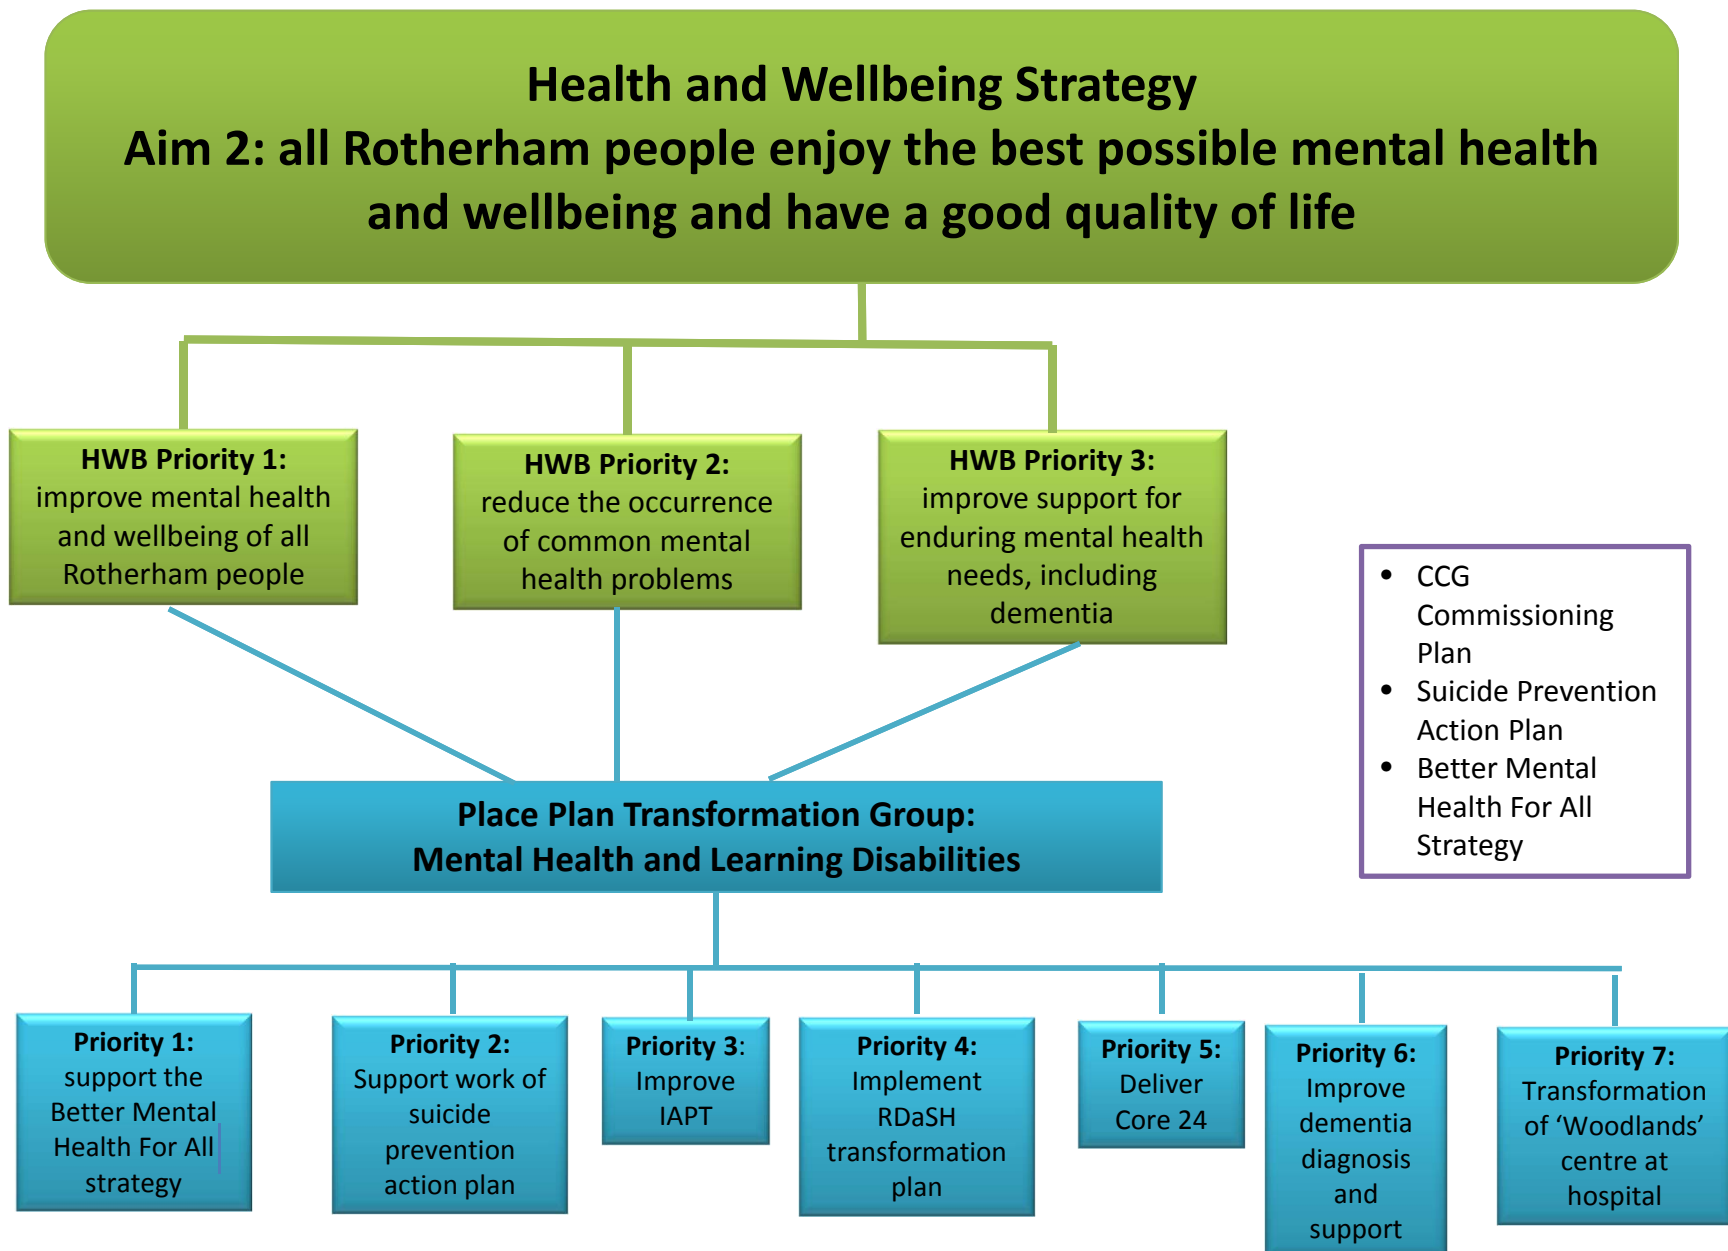 Health and Wellbeing Strategy
Aim 2: all Rotherham people enjoy the best possible mental health
and wellbeing and have a good quality of life
HWB Priority 1:
improve mental health
and wellbeing of all
Rotherham people
HWB Priority 2:
reduce the occurrence
of common mental
health problems
HWB Priority 3:
improve support for
enduring mental health
needs, including
dementia
• CCG
Commissioning
Plan
• Suicide Prevention
Action Plan
• Better Mental
Health For All
Strategy
Place Plan Transformation Group:
Mental Health and Learning Disabilities
Priority 1:
support the
Better Mental
Health For All
strategy
Priority 2:
Support work of
suicide
prevention
action plan
Priority 3:
Improve
IAPT
Priority 4:
Implement
RDaSH
transformation
plan
Priority 5:
Deliver
Core 24
Priority 6:
Improve
dementia
diagnosis
and
support
Priority 7:
Transformation
of ‘Woodlands’
centre at
hospital